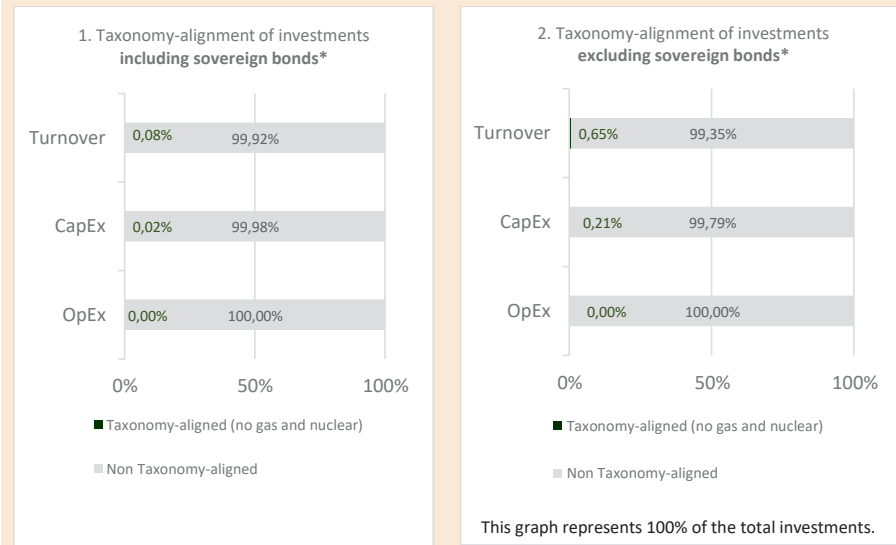 1. Taxonomy-alignment of investments
including sovereign bonds*
Turnover
0,08%
99,92%
CapEx
0,02%
99,98%
OpEx
0,00%
100,00%
0%
50%
100%
Taxonomy-aligned (no gas and nuclear)
Non Taxonomy-aligned
2. Taxonomy-alignment of investments
excluding sovereign bonds*
Turnover
0,65%
99,35%
CapEx
0,21%
99,79%
OpEx
0,00%
100,00%
0%
50%
100%
Taxonomy-aligned (no gas and nuclear)
Non Taxonomy-aligned
This graph represents 100% of the total investments.